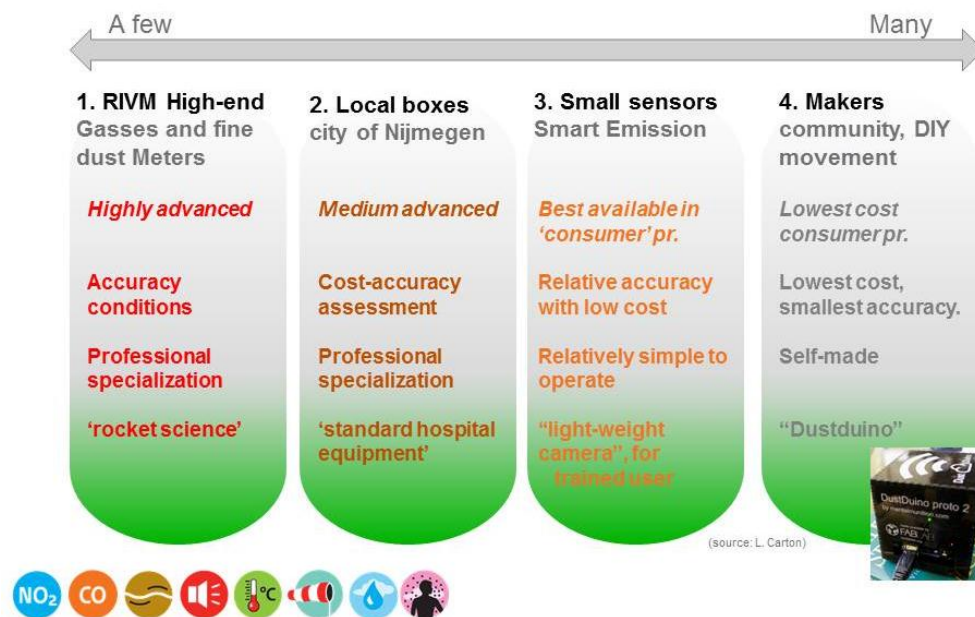 A few
Many
1. RIVM High-end
Gasses and fine
dust Meters
Highly advanced
Accuracy
conditions
Professional
specialization
‘rocket science’
2. Local boxes
city of Nijmegen
Medium advanced
Cost-accuracy
assessment
Professional
specialization
‘standard hospital
equipment’
3. Small sensors
Smart Emission
Best available in
‘consumer’ pr.
Relative accuracy
with low cost
Relatively simple to
operate
“light-weight
camera”, for
trained user
4. Makers
community, DIY
movement
Lowest cost
consumer pr.
Lowest cost,
smallest accuracy.
Self-made
“Dustduino”
DustDuino proto 2
FABLAB
(source: L. Carton)
NO₂
CO
°C